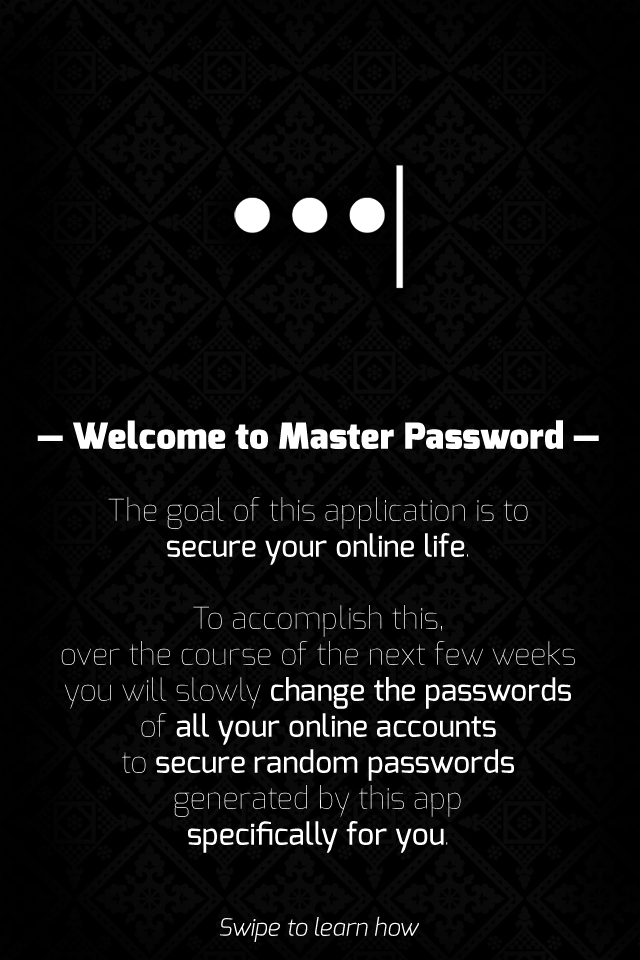 — Welcome to Master Password —
The goal of this application is to
secure your online life.
To accomplish this,
over the course of the next few weeks
you will slowly change the passwords
of all your online accounts
to secure random passwords
generated by this app
specifically for you.
Swipe to learn how